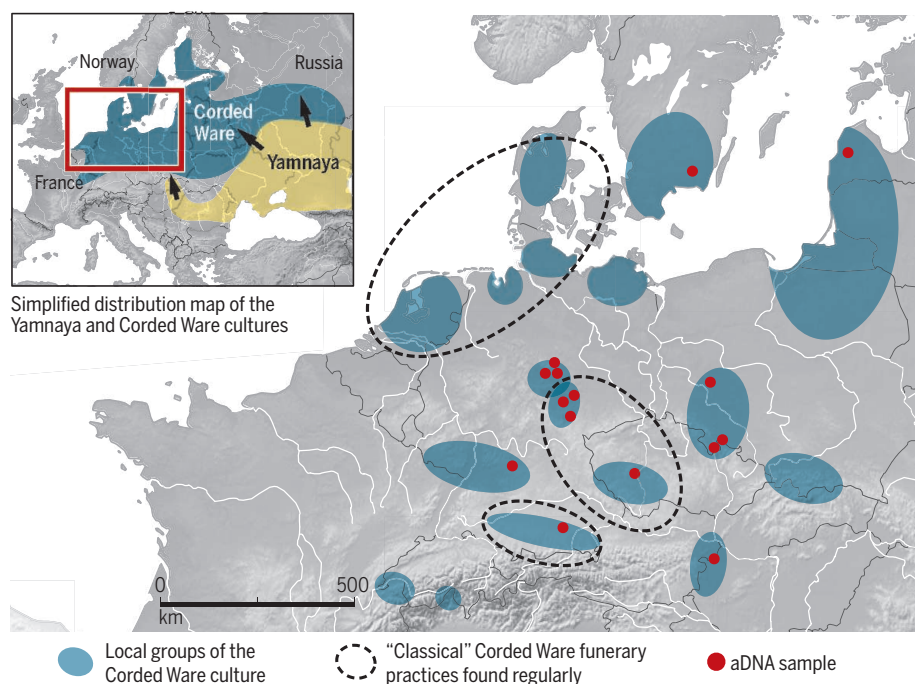 Norway
Russia
Corded
Ware
Yamnaya
France
Simplified distribution map of the
Yamnaya and Corded Ware cultures
0
500
km
Local groups of the
Corded Ware culture
“Classical” Corded Ware funerary
practices found regularly
aDNA sample